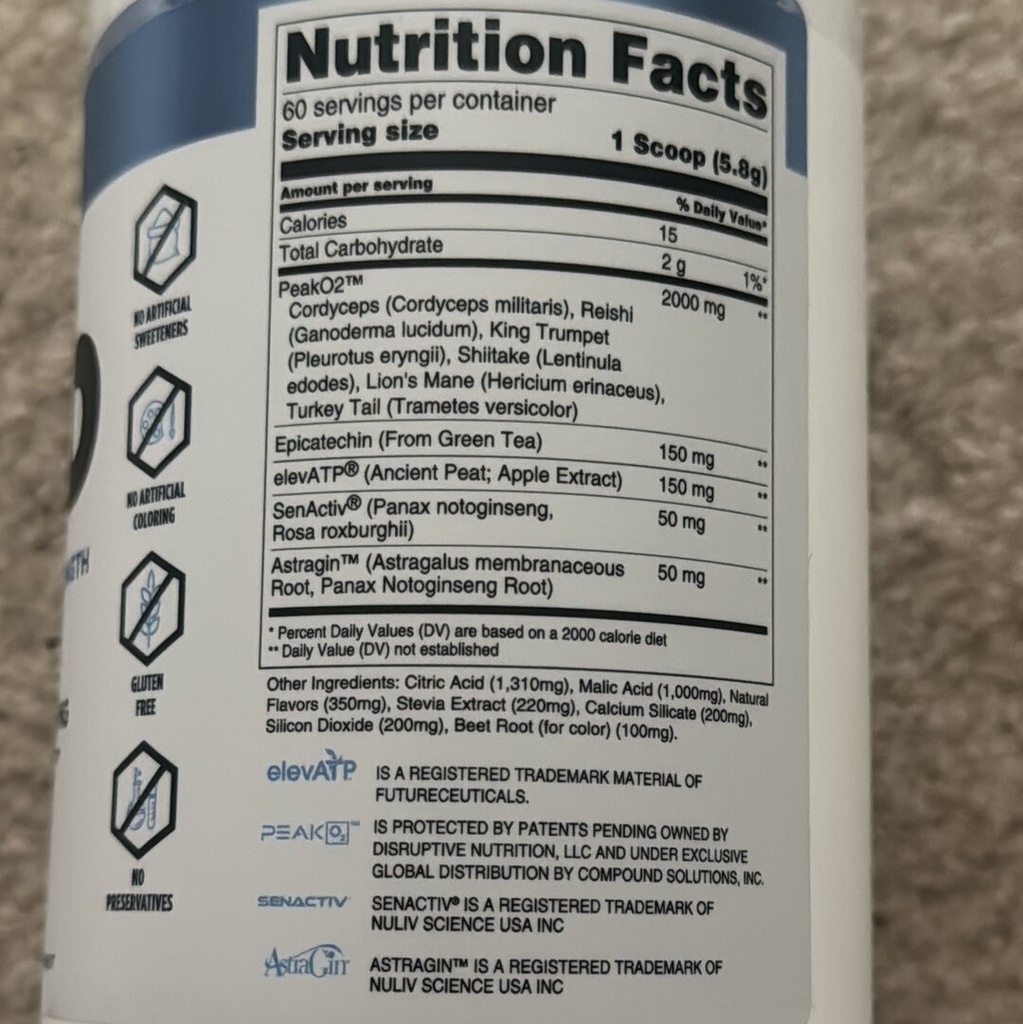 Nutrition Facts
60 servings per container
Serving size 1 Scoop (5.8g)
Amount per serving
% Daily Value*
Calories 15
Total Carbohydrate 2 g 1%*
PeakO2™ 2000 mg **
Cordyceps (Cordyceps militaris), Reishi
(Ganoderma lucidum), King Trumpet
(Pleurotus eryngii), Shiitake (Lentinula
edodes), Lion's Mane (Hericium erinaceus),
Turkey Tail (Trametes versicolor)
Epicatechin (From Green Tea) 150 mg **
elevATP® (Ancient Peat; Apple Extract) 150 mg **
SenActiv® (Panax notoginseng, 50 mg **
Rosa roxburghii)
Astragin™ (Astragalus membranaceous 50 mg **
Root, Panax Notoginseng Root)
* Percent Daily Values (DV) are based on a 2000 calorie diet
** Daily Value (DV) not established
Other Ingredients: Citric Acid (1,310mg), Malic Acid (1,000mg), Natural
Flavors (350mg), Stevia Extract (220mg), Calcium Silicate (200mg),
Silicon Dioxide (200mg), Beet Root (for color) (100mg).
elevATP IS A REGISTERED TRADEMARK MATERIAL OF
FUTURECEUTICALS.
PEAKO2™ IS PROTECTED BY PATENTS PENDING OWNED BY
DISRUPTIVE NUTRITION, LLC AND UNDER EXCLUSIVE
GLOBAL DISTRIBUTION BY COMPOUND SOLUTIONS, INC.
SENACTIV SENACTIV® IS A REGISTERED TRADEMARK OF
NULIV SCIENCE USA INC
AstraGin ASTRAGIN™ IS A REGISTERED TRADEMARK OF
NULIV SCIENCE USA INC
NO ARTIFICIAL
SWEETENERS
NO ARTIFICIAL
COLORING
GLUTEN
FREE
NO
PRESERVATIVES